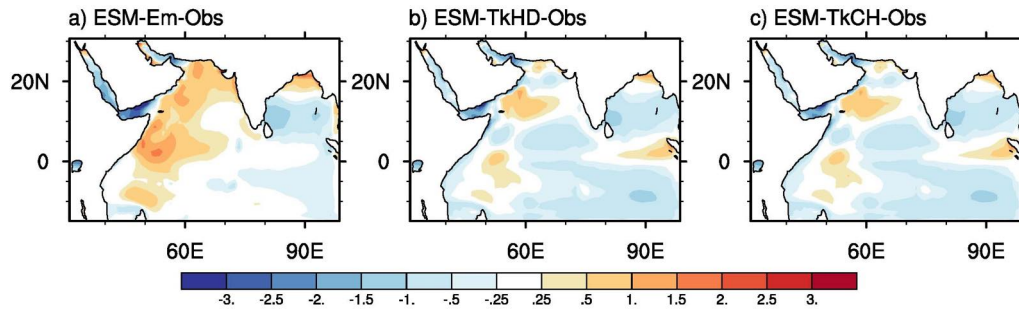 a) ESM-Em-Obs b) ESM-TkHD-Obs c) ESM-TkCH-Obs
20N 20N 20N
0 0 0
60E 90E 60E 90E 60E 90E
-3. -2.5 -2. -1.5 -1. -.5 -.25 .25 .5 1. 1.5 2. 2.5 3.